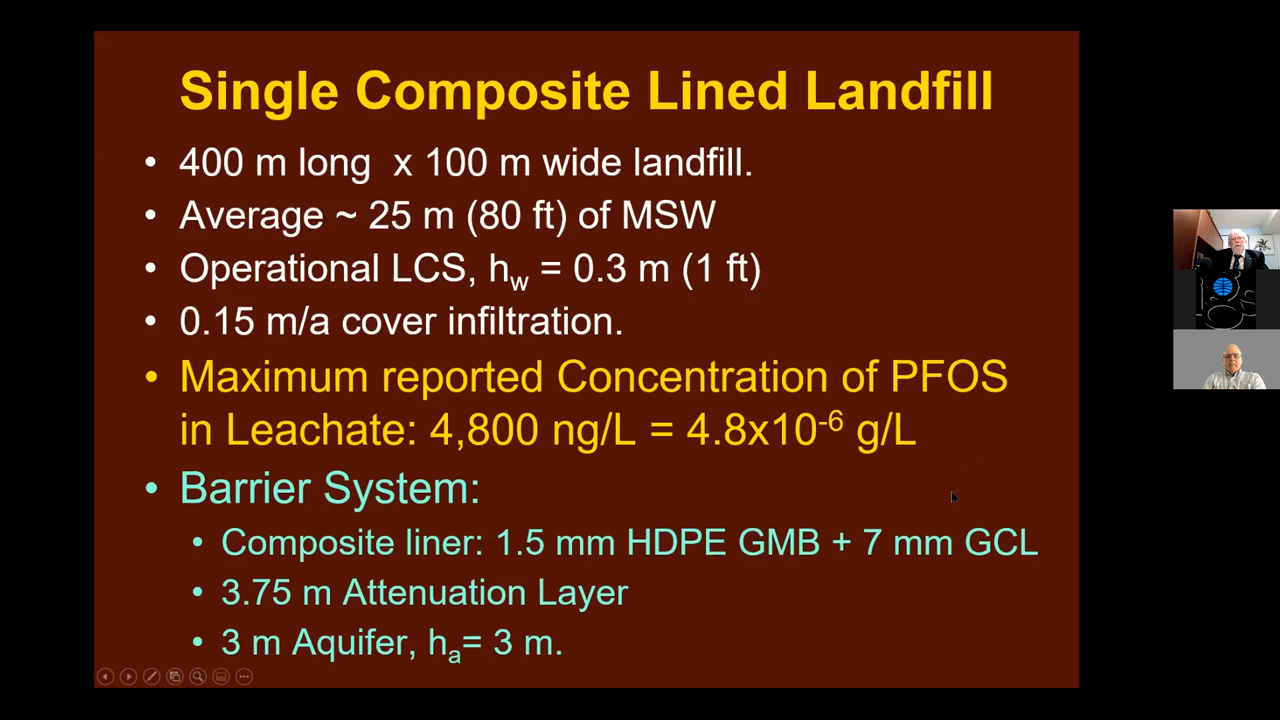 Single Composite Lined Landfill
• 400 m long x 100 m wide landfill.
• Average ~ 25 m (80 ft) of MSW
• Operational LCS, hw = 0.3 m (1 ft)
• 0.15 m/a cover infiltration.
• Maximum reported Concentration of PFOS
in Leachate: 4,800 ng/L = 4.8x10⁻⁶ g/L
• Barrier System:
• Composite liner: 1.5 mm HDPE GMB + 7 mm GCL
• 3.75 m Attenuation Layer
• 3 m Aquifer, ha= 3 m.